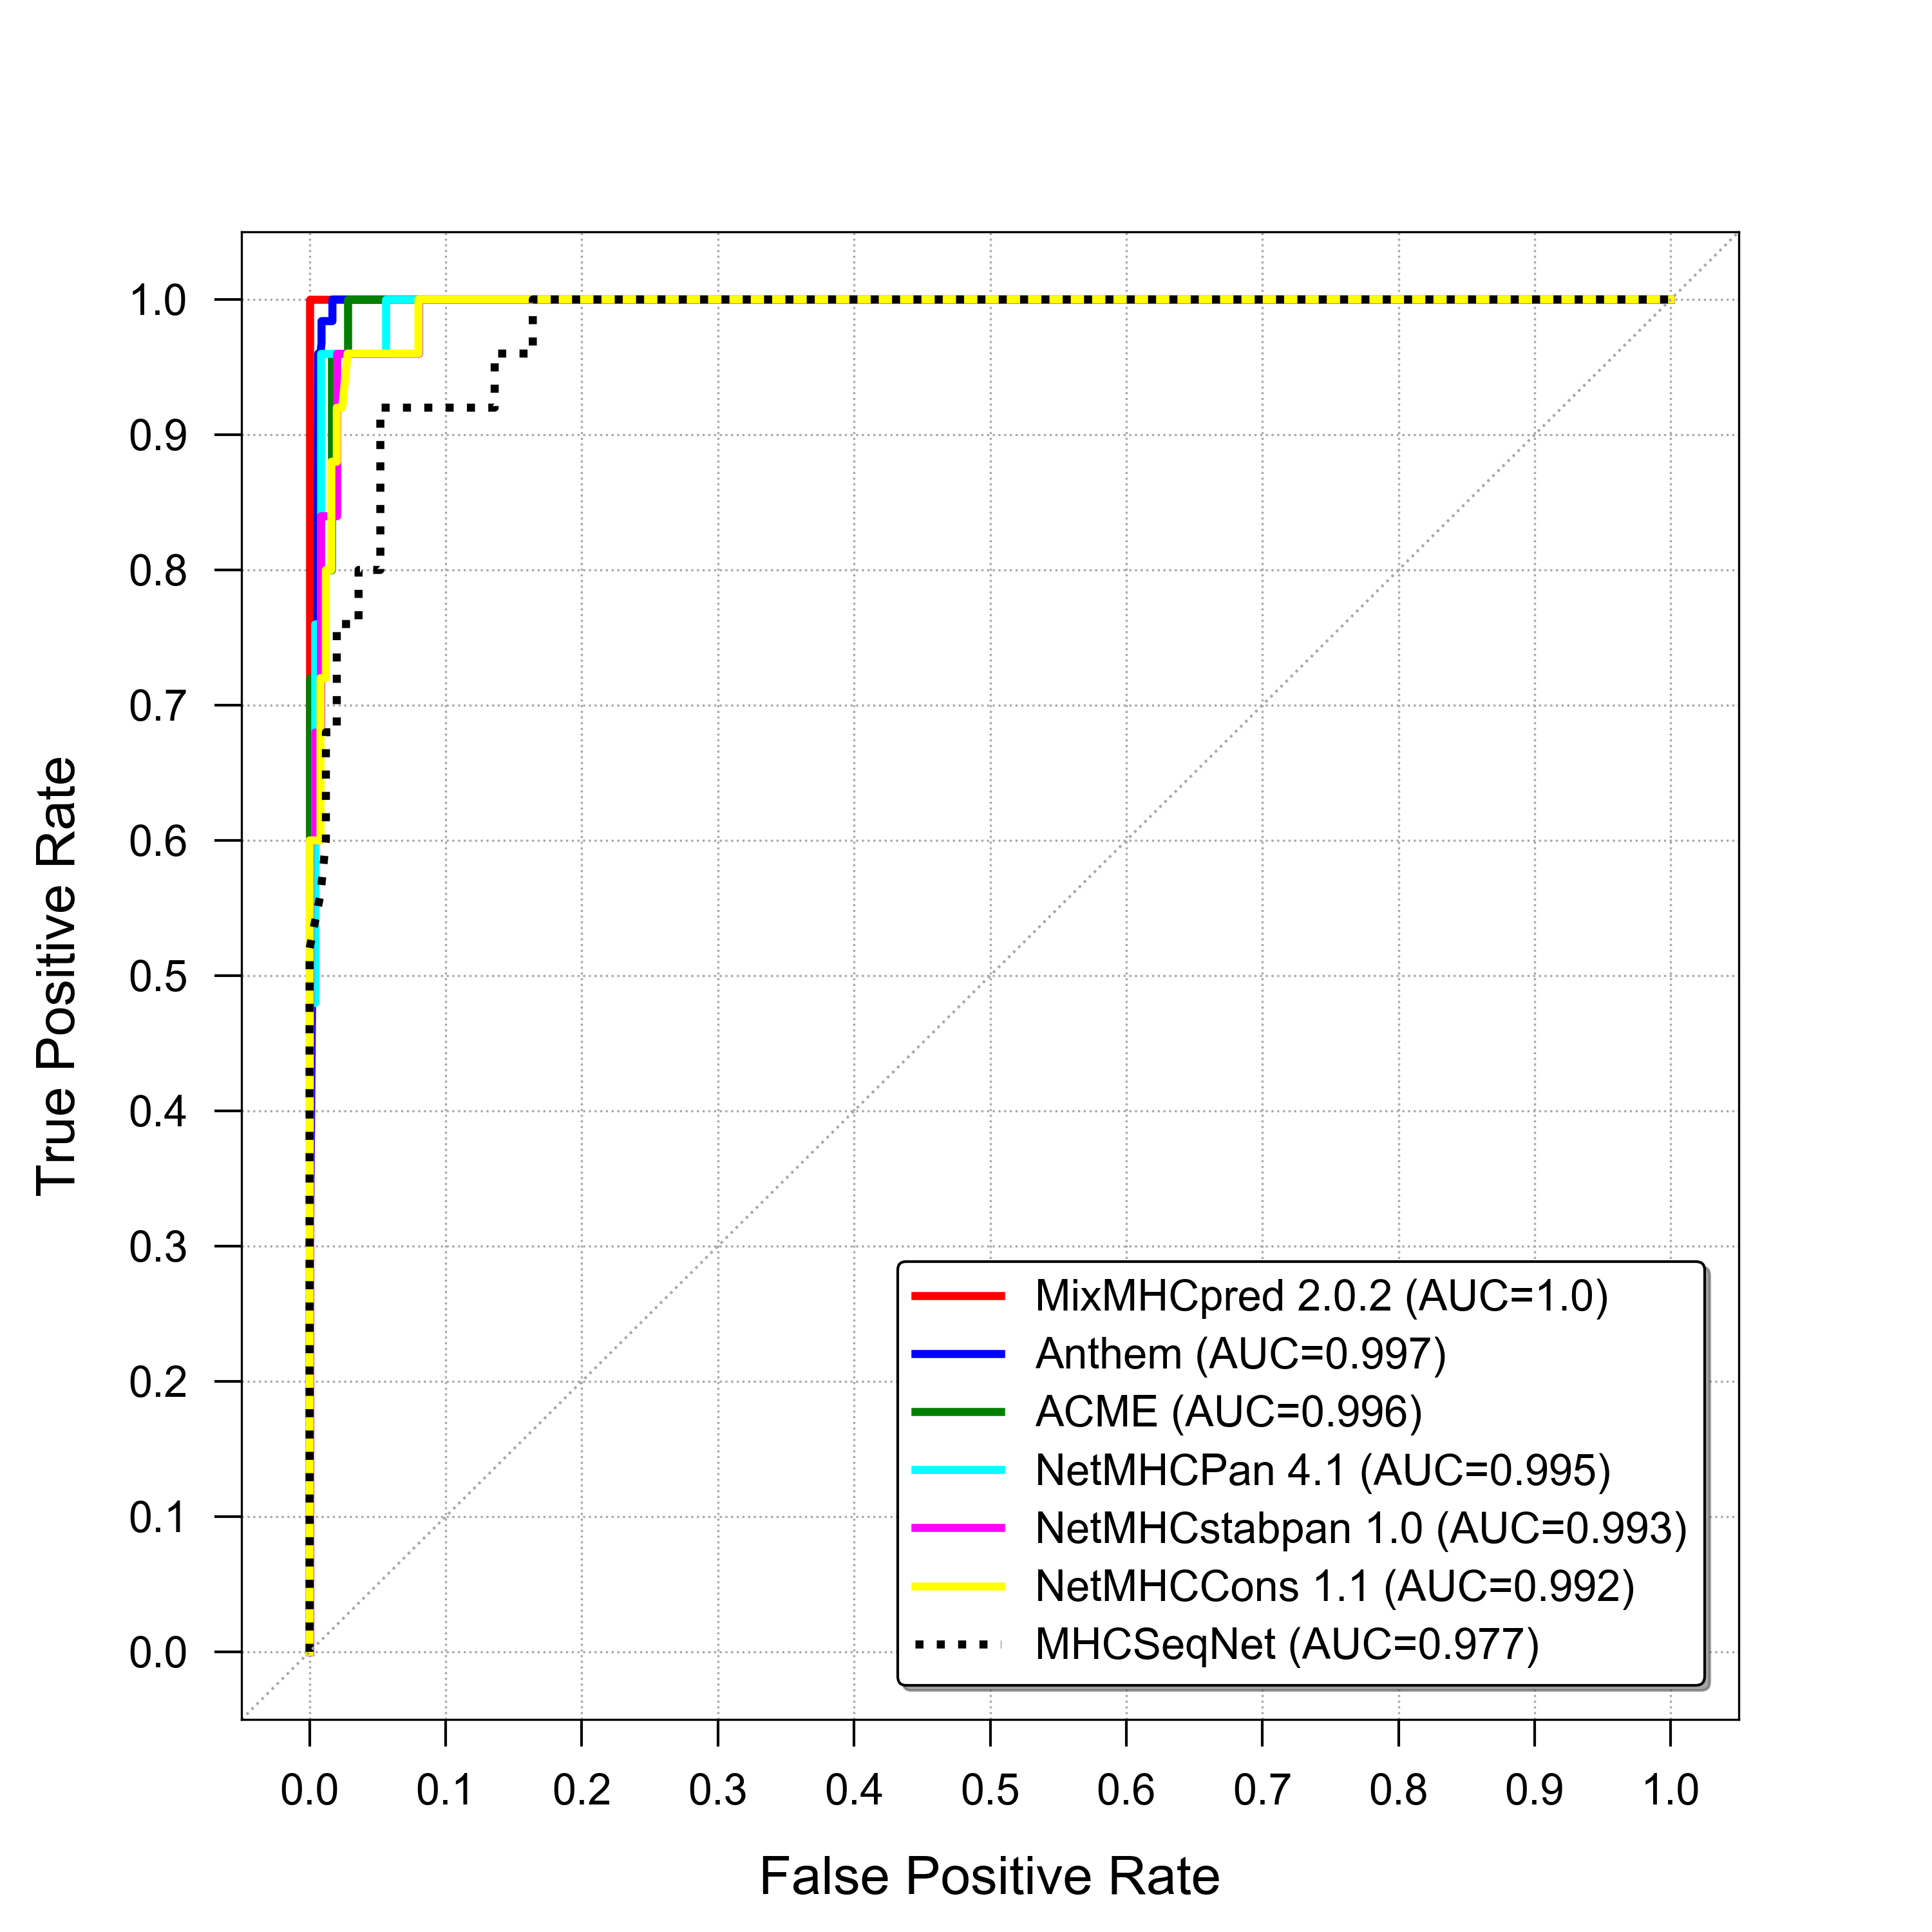 1.0
0.9
0.8
0.7
0.6
0.5
0.4
0.3
0.2
0.1
0.0
True Positive Rate
MixMHCpred 2.0.2 (AUC=1.0)
Anthem (AUC=0.997)
ACME (AUC=0.996)
NetMHCPan 4.1 (AUC=0.995)
NetMHCstabpan 1.0 (AUC=0.993)
NetMHCCons 1.1 (AUC=0.992)
MHCSeqNet (AUC=0.977)
0.0 0.1 0.2 0.3 0.4 0.5 0.6 0.7 0.8 0.9 1.0
False Positive Rate